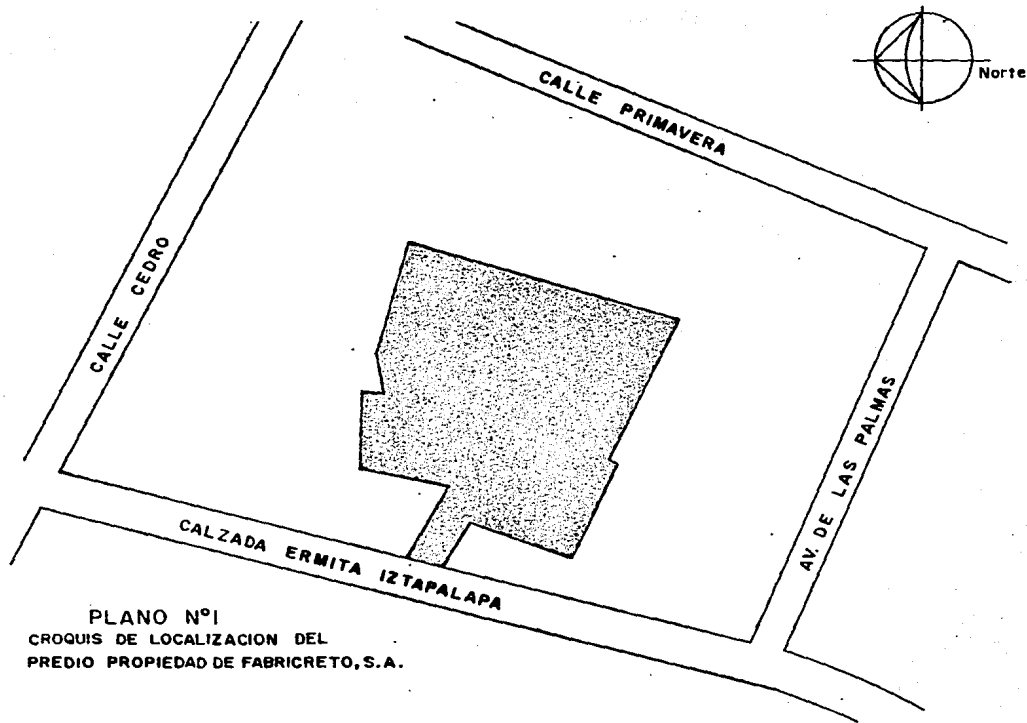 Norte
CALLE PRIMAVERA
CALLE CEDRO
AV. DE LAS PALMAS
CALZADA ERMITA IZTAPALAPA
PLANO Nº1
CROQUIS DE LOCALIZACION DEL
PREDIO PROPIEDAD DE FABRICRETO, S.A.